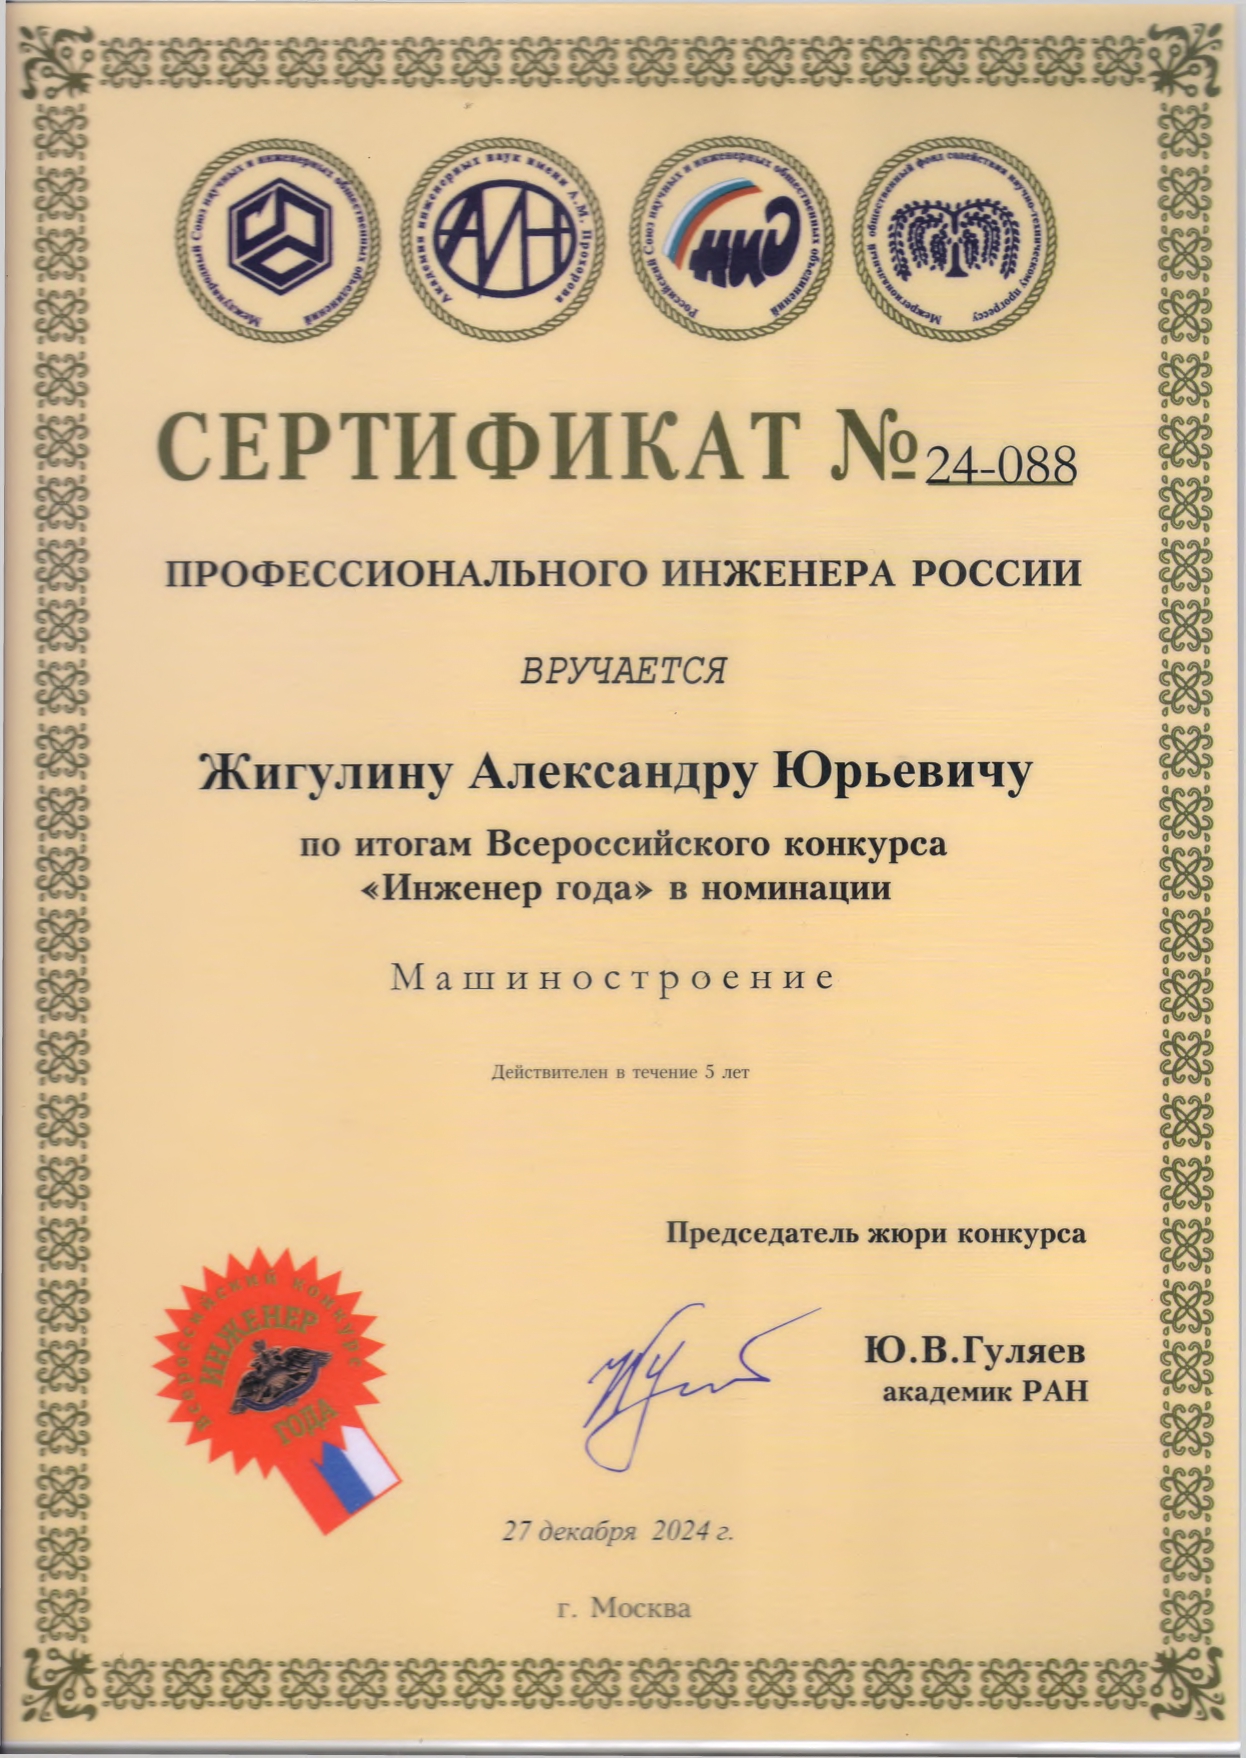 Международный Союз научных и инженерных общественных объединений
Академия инженерных наук имени А.М. Прохорова
АИН
Российский Союз научных и инженерных общественных объединений
нио
Межрегиональный общественный фонд содействия научно-техническому прогрессу
СЕРТИФИКАТ № 24-088
ПРОФЕССИОНАЛЬНОГО ИНЖЕНЕРА РОССИИ
ВРУЧАЕТСЯ
Жигулину Александру Юрьевичу
по итогам Всероссийского конкурса
«Инженер года» в номинации
Машиностроение
Действителен в течение 5 лет
Председатель жюри конкурса
Ю.В.Гуляев
академик РАН
Всероссийский конкурс
ИНЖЕНЕР
ГОДА
27 декабря 2024 г.
г. Москва